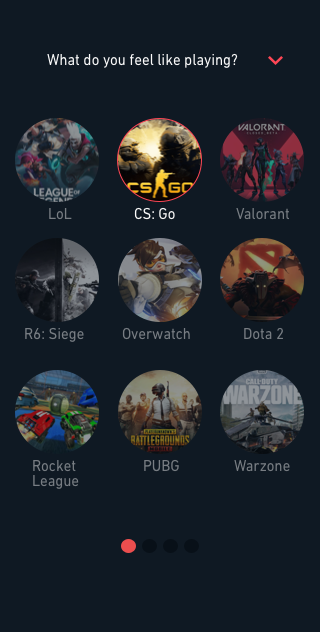 What do you feel like playing?
LEAGUE OF
LEGENDS
CS GO
VALORANT
LoL
CS: Go
Valorant
R6: Siege
Overwatch
Dota 2
CALL OF DUTY
WARZONE
BATTLEGROUNDS
Rocket
League
PUBG
Warzone